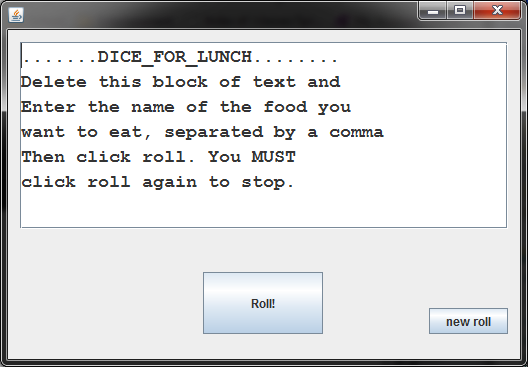 .......DICE_FOR_LUNCH........
Delete this block of text and
Enter the name of the food you
want to eat, separated by a comma
Then click roll. You MUST
click roll again to stop.
Roll!
new roll